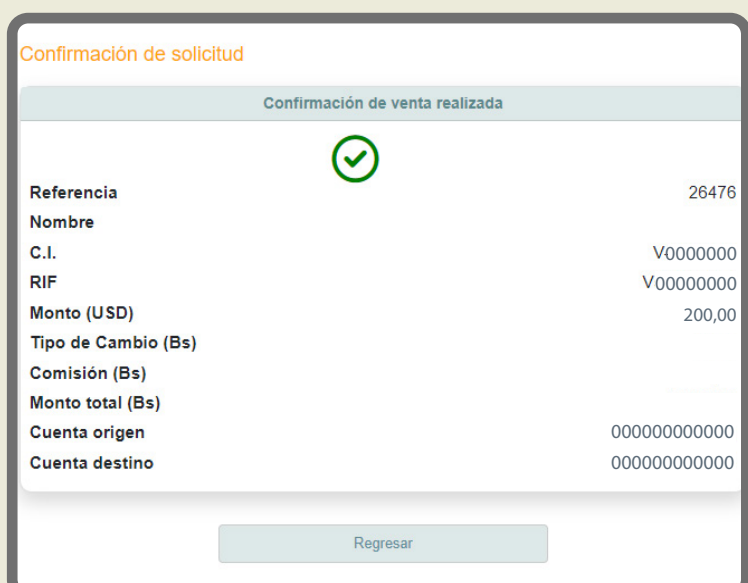 Confirmación de solicitud
Confirmación de venta realizada
Referencia 26476
Nombre
C.I. V0000000
RIF V00000000
Monto (USD) 200,00
Tipo de Cambio (Bs)
Comisión (Bs)
Monto total (Bs)
Cuenta origen 000000000000
Cuenta destino 000000000000
Regresar